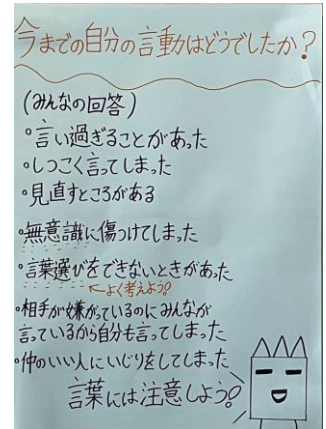 今までの自分の言動はどうでしたか?
(みんなの回答)
°言い過ぎることがあった
°しつこく言ってしまった
°見直すところがある
°無意識に傷つけてしまった
°言葉選びをできないときがあった
←よく考えよう!
°相手が嫌がっているのにみんなが
言っているから自分も言ってしまった
°仲のいい人にいじりをしてしまった
言葉には注意しよう!